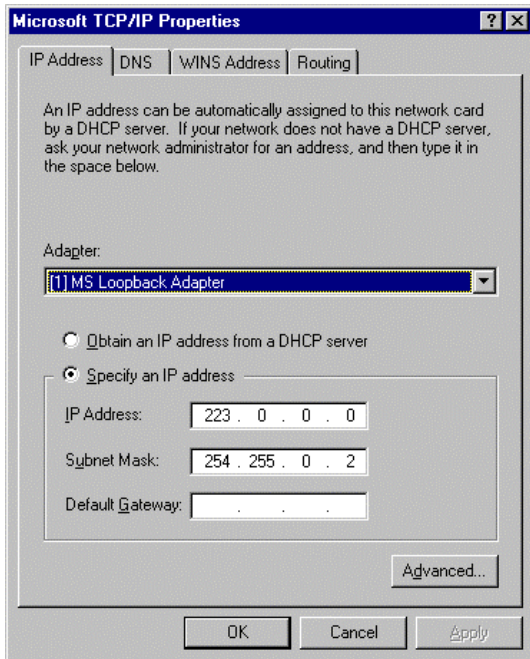 Microsoft TCP/IP Properties
IP Address DNS WINS Address Routing
An IP address can be automatically assigned to this network card
by a DHCP server. If your network does not have a DHCP server,
ask your network administrator for an address, and then type it in
the space below.
Adapter:
[1] MS Loopback Adapter
Obtain an IP address from a DHCP server
Specify an IP address
IP Address: 223 . 0 . 0 . 0
Subnet Mask: 254 . 255 . 0 . 2
Default Gateway: . . .
Advanced...
OK Cancel Apply